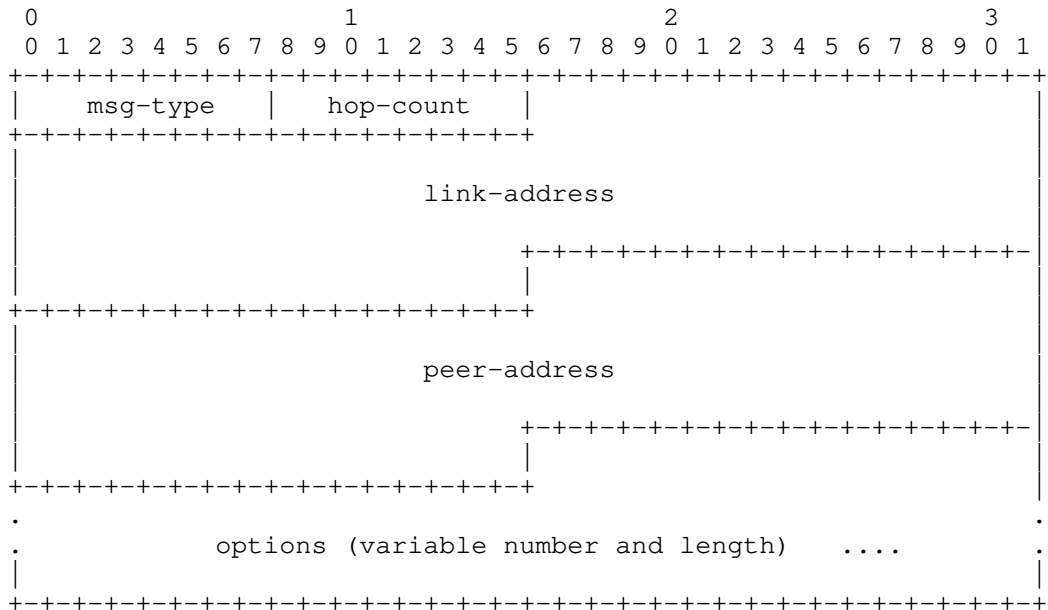 0                   1                   2                   3
 0 1 2 3 4 5 6 7 8 9 0 1 2 3 4 5 6 7 8 9 0 1 2 3 4 5 6 7 8 9 0 1
+-+-+-+-+-+-+-+-+-+-+-+-+-+-+-+-+-+-+-+-+-+-+-+-+-+-+-+-+-+-+-+-+
|    msg-type   |   hop-count   |                               |
+-+-+-+-+-+-+-+-+-+-+-+-+-+-+-+-+                               |
|                                                               |
|                         link-address                          |
|                                                               |
|                               +-+-+-+-+-+-+-+-+-+-+-+-+-+-+-+-|
|                               |                               |
+-+-+-+-+-+-+-+-+-+-+-+-+-+-+-+-+                               |
|                                                               |
|                         peer-address                          |
|                                                               |
|                               +-+-+-+-+-+-+-+-+-+-+-+-+-+-+-+-|
|                               |                               |
+-+-+-+-+-+-+-+-+-+-+-+-+-+-+-+-+                               |
.                                                               .
.            options (variable number and length)   ....        .
|                                                               |
+-+-+-+-+-+-+-+-+-+-+-+-+-+-+-+-+-+-+-+-+-+-+-+-+-+-+-+-+-+-+-+-+